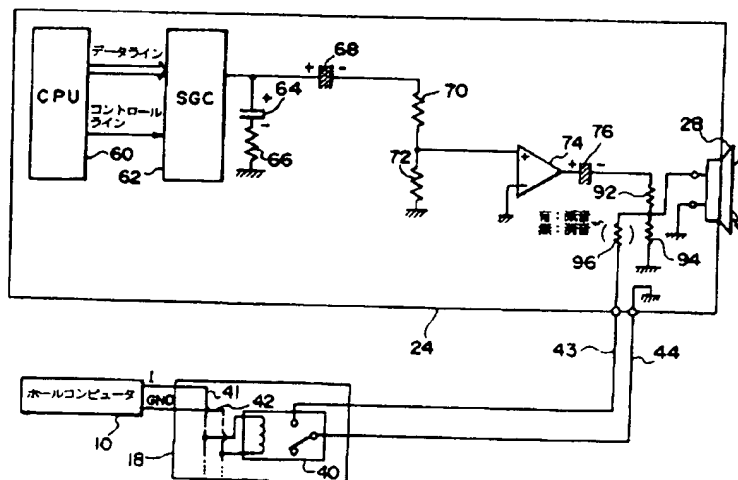 データライン
CPU
SGC
コントロール
ライン
60
62
+
64
-
66
+
68
-
70
72
+
-
74
+
76
-
92
有:減音
無:消音
96
94
28
24
43
44
ホールコンピュータ
10
I
GND
41
42
18
40